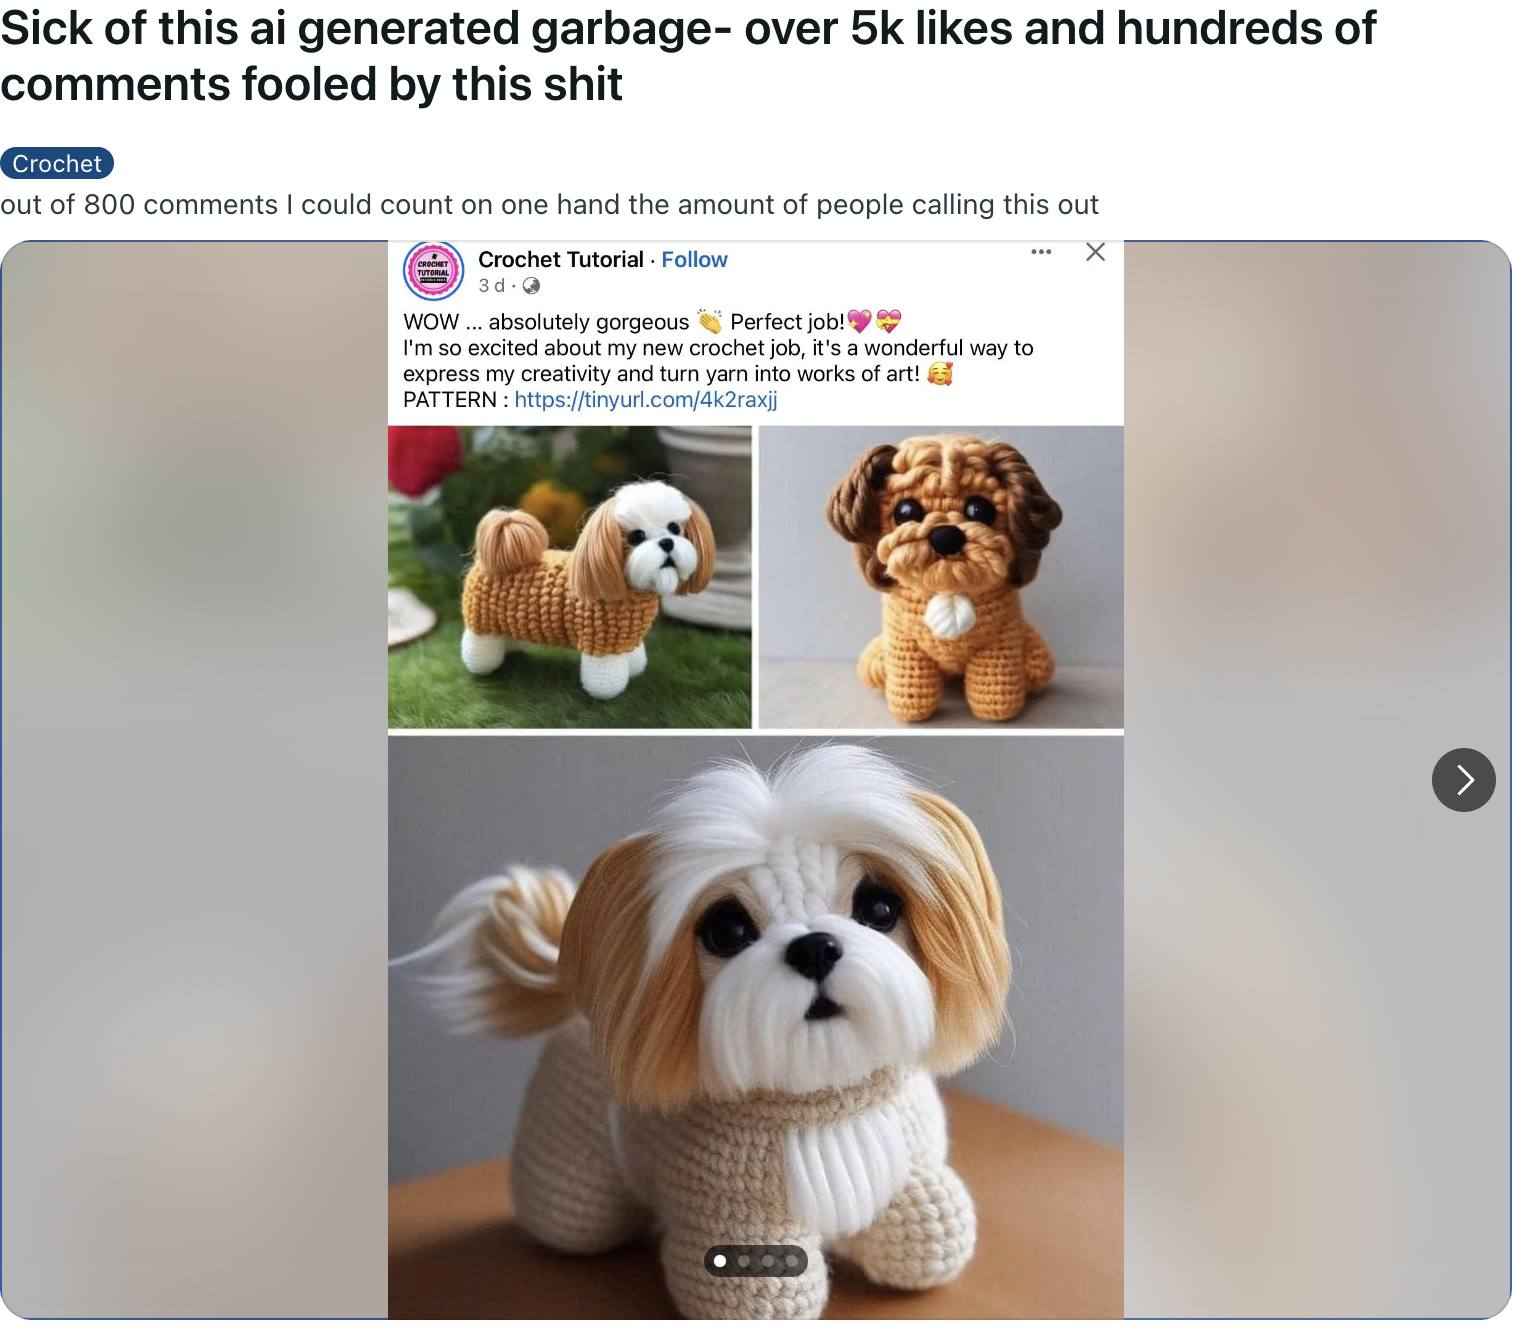 Sick of this ai generated garbage- over 5k likes and hundreds of
comments fooled by this shit
Crochet
out of 800 comments I could count on one hand the amount of people calling this out
CROCHET
TUTORIAL
Crochet Tutorial · Follow
3 d ·
WOW ... absolutely gorgeous 👏 Perfect job!💖💝
I'm so excited about my new crochet job, it's a wonderful way to
express my creativity and turn yarn into works of art! 🥰
PATTERN : https://tinyurl.com/4k2raxjj